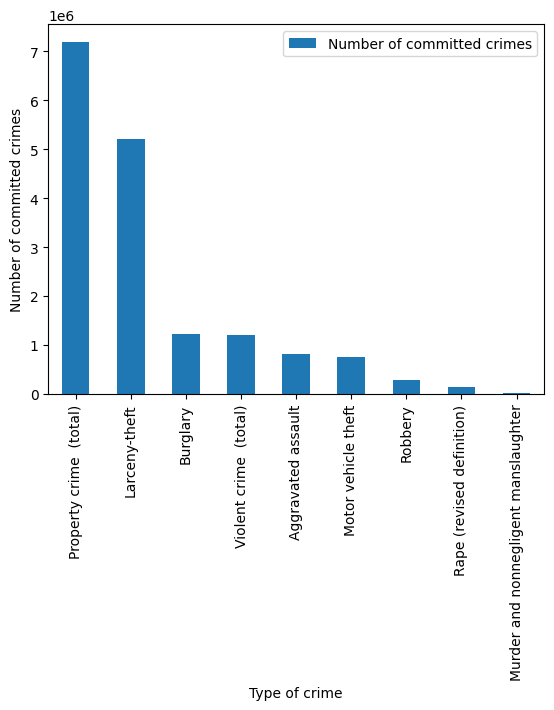 1e6
Number of committed crimes
7
6
5
4
3
2
1
0
Number of committed crimes
Property crime  (total)
Larceny-theft
Burglary
Violent crime  (total)
Aggravated assault
Motor vehicle theft
Robbery
Rape (revised definition)
Murder and nonnegligent manslaughter
Type of crime